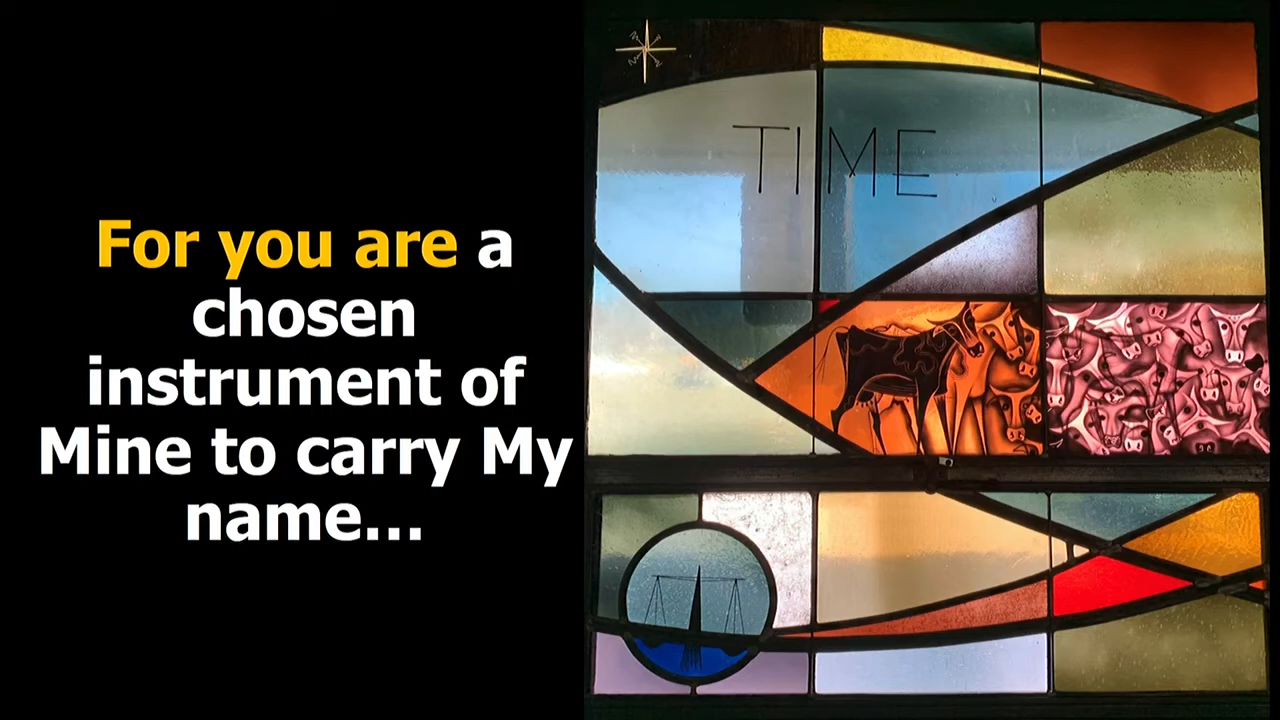 For you are a
chosen
instrument of
Mine to carry My
name...
TIME